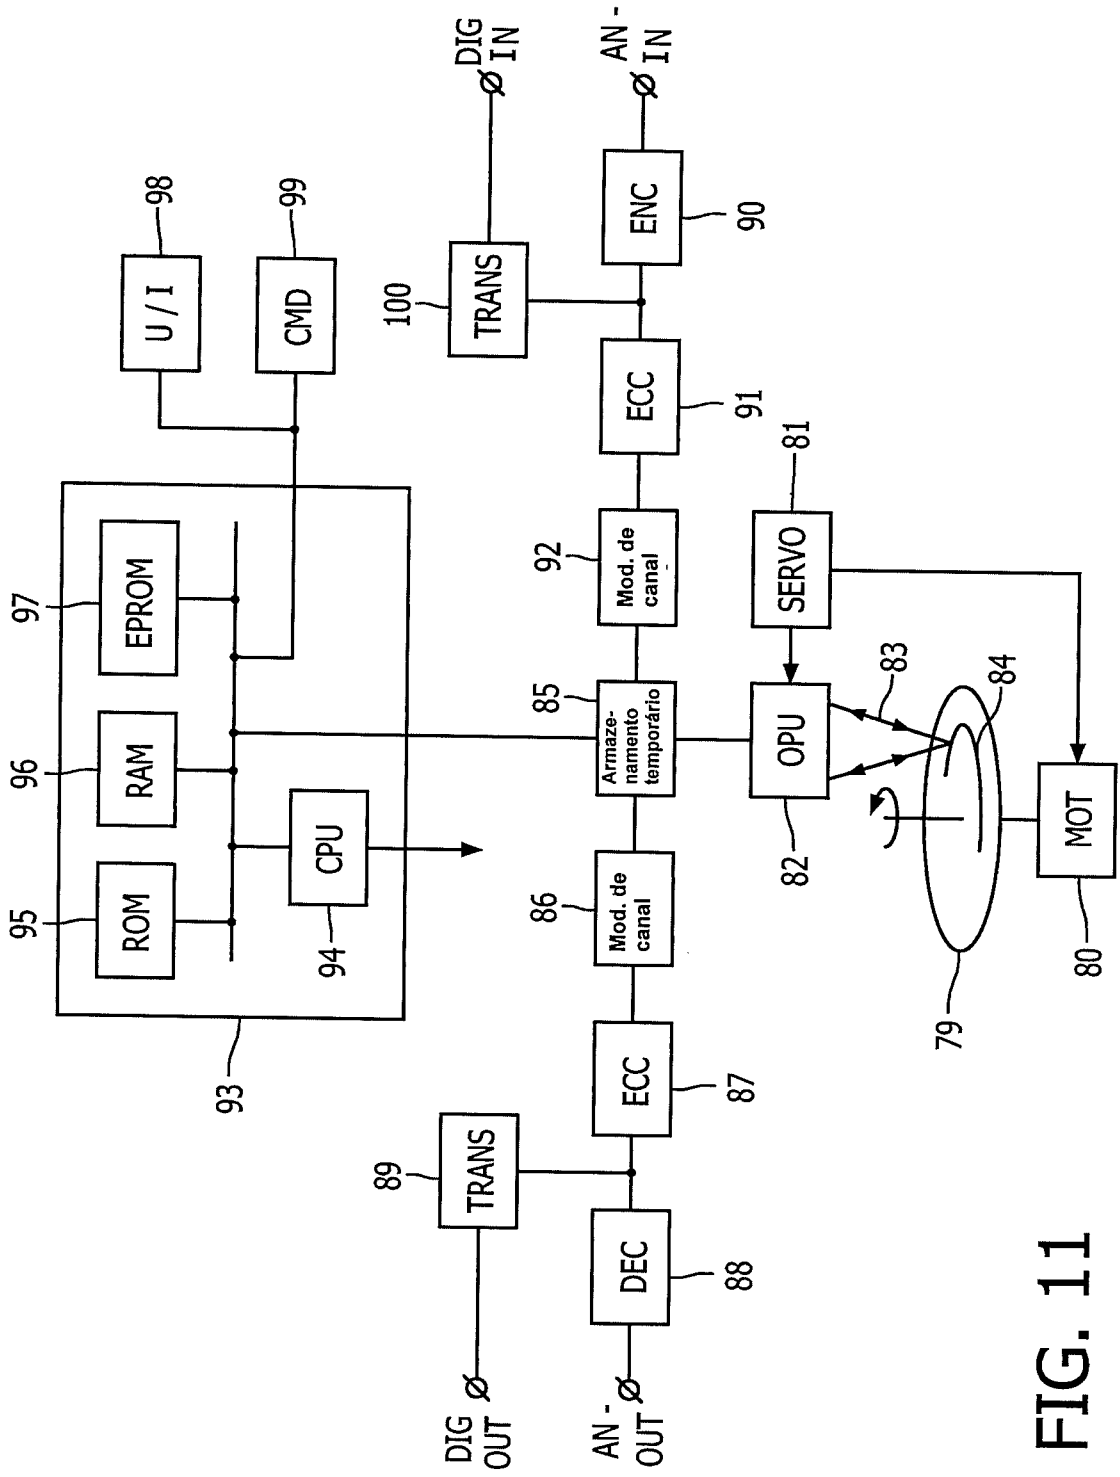 93
95
96
97
ROM
RAM
EPROM
98
U / I
94
CPU
99
CMD
DIG
OUT
89
TRANS
100
TRANS
DIG
IN
86
85
92
AN -
OUT
DEC
ECC
Mod. de
canal
Armaze-
namento
temporário
Mod. de
canal
ECC
ENC
AN -
IN
88
87
91
90
82
OPU
SERVO
81
83
79
84
80
MOT
FIG. 11